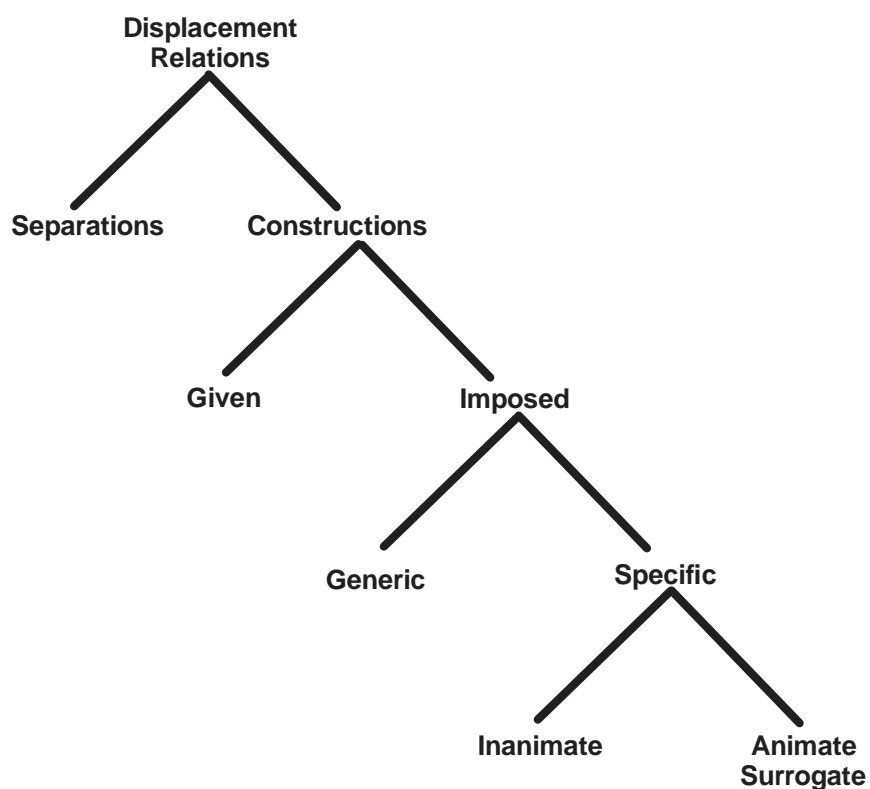 Displacement
Relations
Separations
Constructions
Given
Imposed
Generic
Specific
Inanimate
Animate
Surrogate